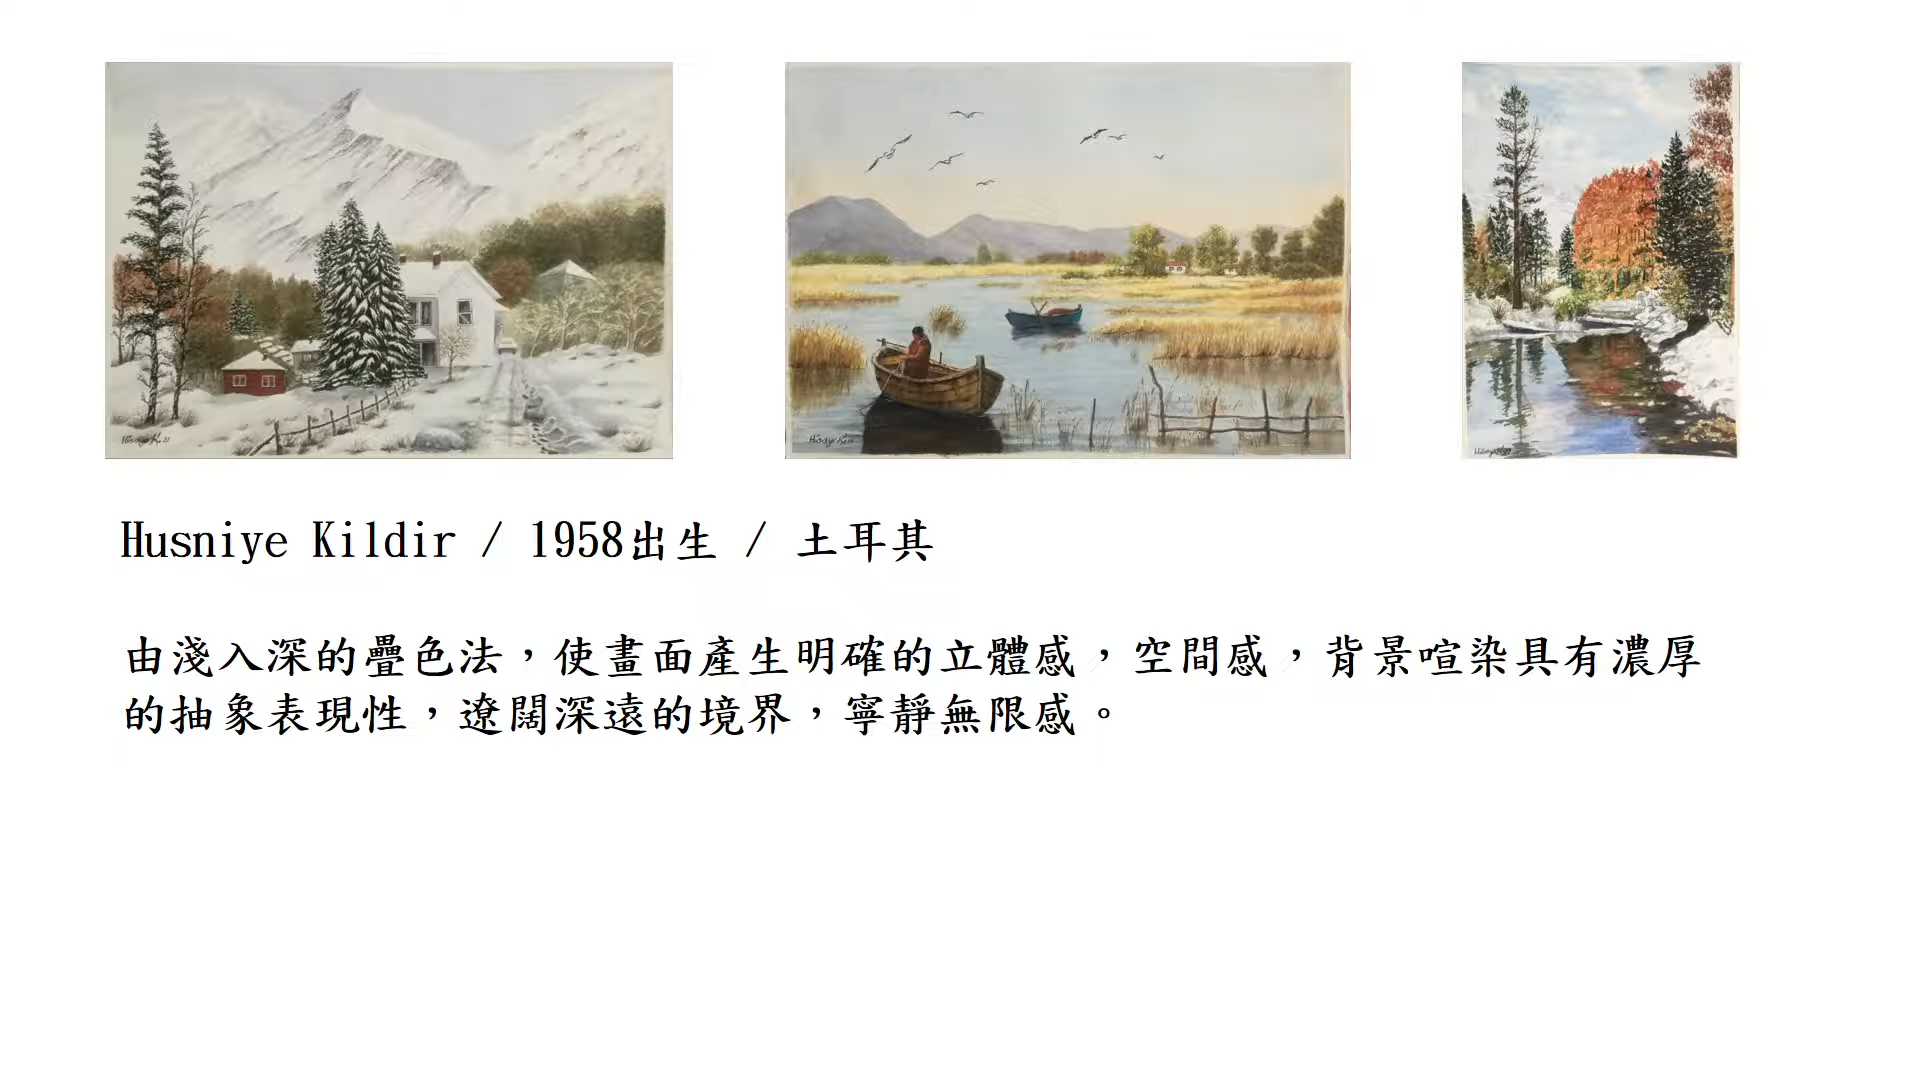 Husniye Kildir / 1958出生 / 土耳其
由淺入深的疊色法，使畫面產生明確的立體感，空間感，背景喧染具有濃厚
的抽象表現性，遼闊深遠的境界，寧靜無限感。